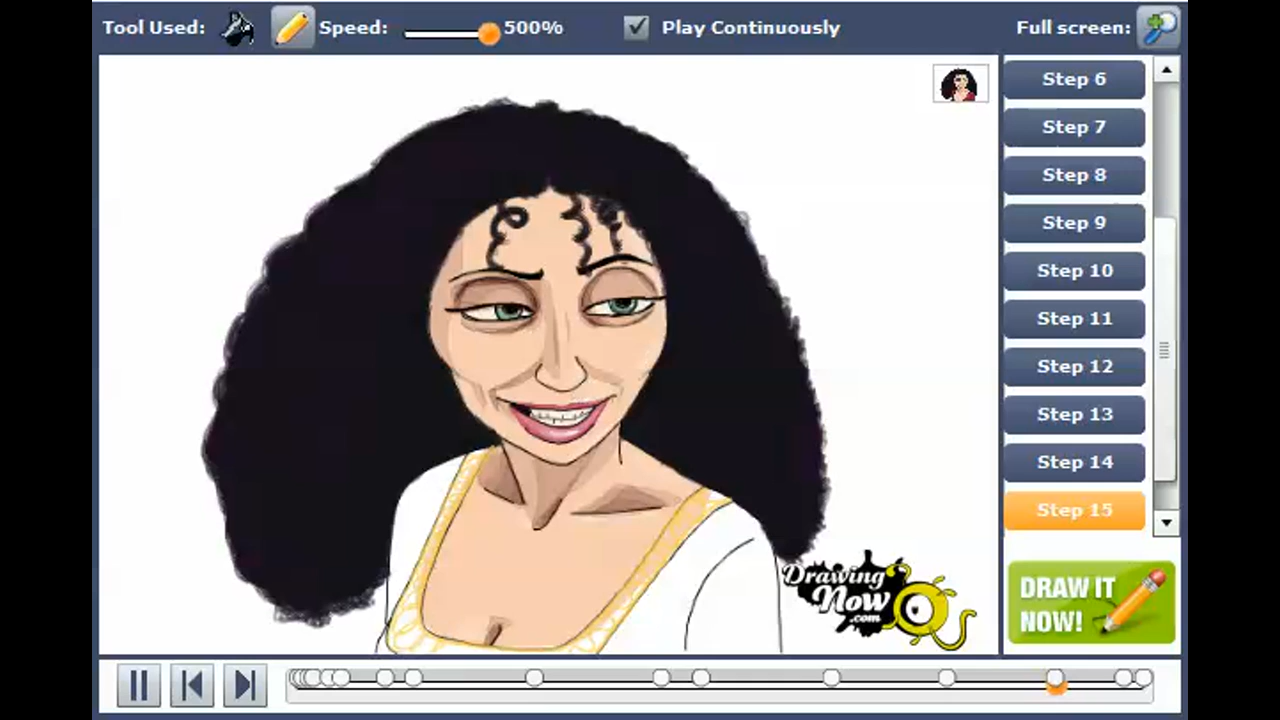 Tool Used:
Speed:
500%
Play Continuously
Full screen:
Step 6
Step 7
Step 8
Step 9
Step 10
Step 11
Step 12
Step 13
Step 14
Step 15
Drawing
Now
.com
DRAW IT
NOW!